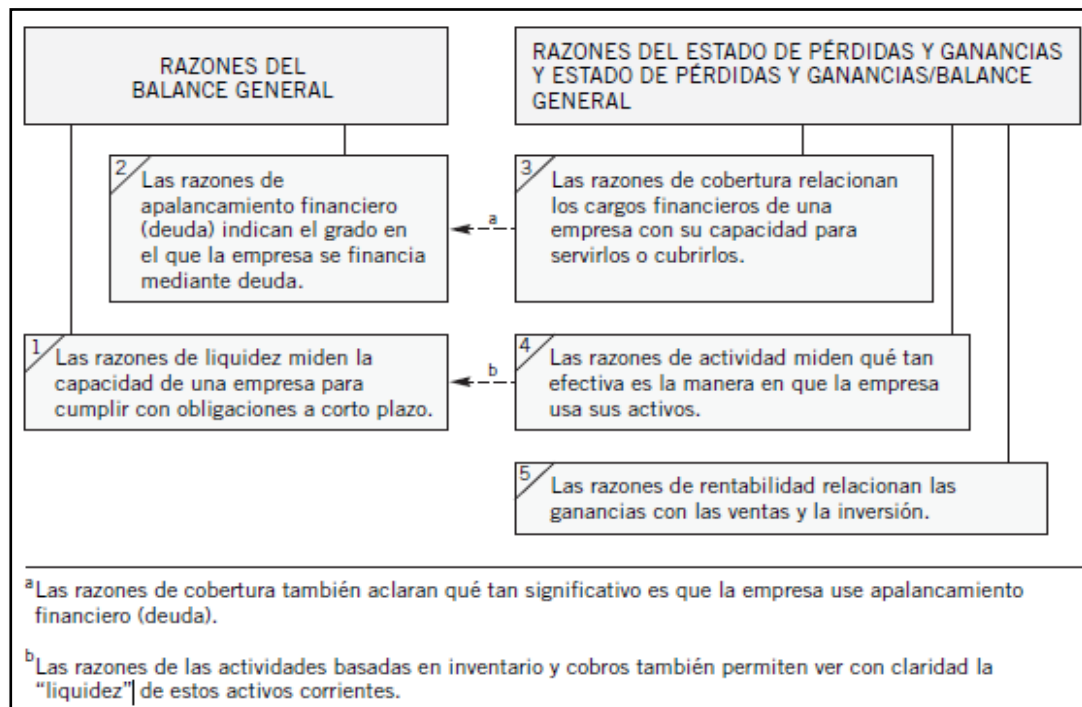 RAZONES DEL
BALANCE GENERAL
RAZONES DEL ESTADO DE PÉRDIDAS Y GANANCIAS
Y ESTADO DE PÉRDIDAS Y GANANCIAS/BALANCE
GENERAL
2
Las razones de
apalancamiento financiero
(deuda) indican el grado en
el que la empresa se financia
mediante deuda.
a
3
Las razones de cobertura relacionan
los cargos financieros de una
empresa con su capacidad para
servirlos o cubrirlos.
1
Las razones de liquidez miden la
capacidad de una empresa para
cumplir con obligaciones a corto plazo.
b
4
Las razones de actividad miden qué tan
efectiva es la manera en que la empresa
usa sus activos.
5
Las razones de rentabilidad relacionan las
ganancias con las ventas y la inversión.
a Las razones de cobertura también aclaran qué tan significativo es que la empresa use apalancamiento
financiero (deuda).
b Las razones de las actividades basadas en inventario y cobros también permiten ver con claridad la
“liquidez” de estos activos corrientes.